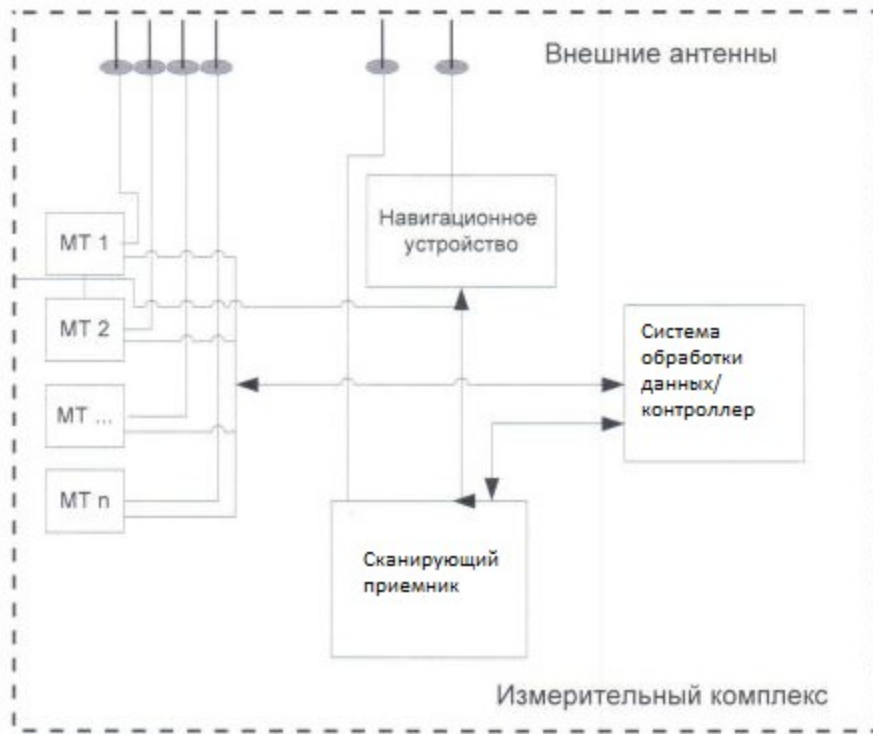 Внешние антенны
Навигационное
устройство
МТ 1
МТ 2
МТ ...
МТ n
Система
обработки
данных/
контроллер
Сканирующий
приемник
Измерительный комплекс